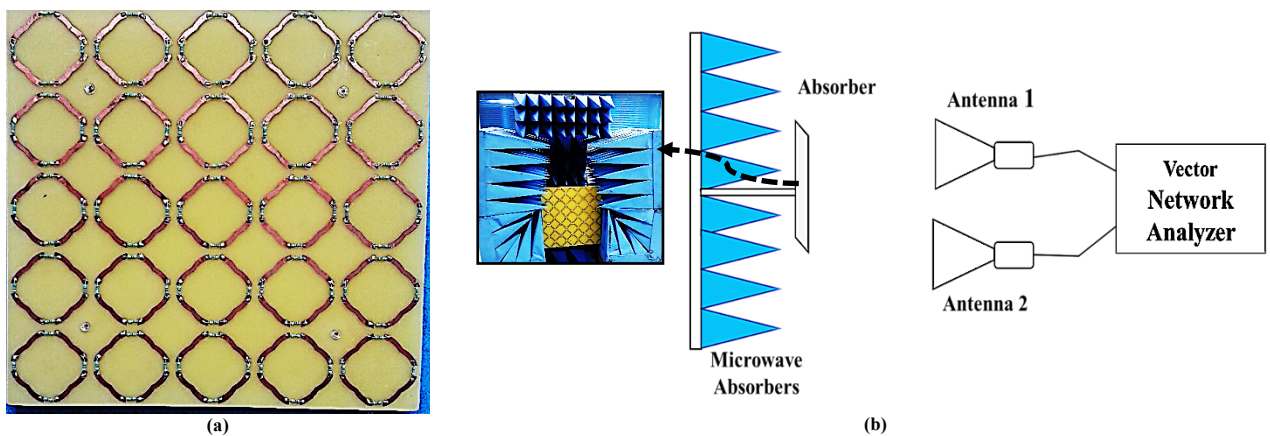 Absorber
Antenna 1
Vector
Network
Analyzer
Antenna 2
Microwave
Absorbers
(a)
(b)